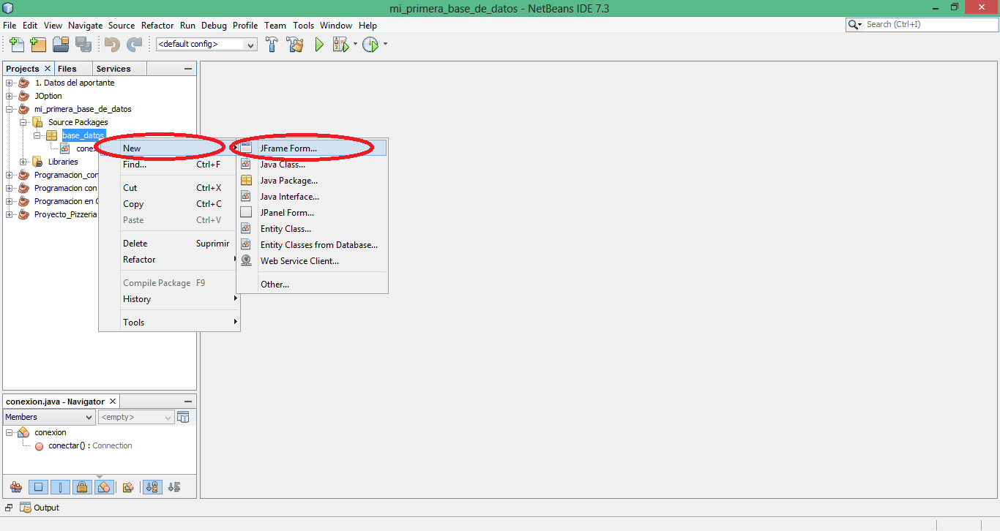 mi_primera_base_de_datos - NetBeans IDE 7.3
File Edit View Navigate Source Refactor Run Debug Profile Team Tools Window Help
Search (Ctrl+I)
<default config>
Projects Files Services
1. Datos del aportante
JOption
mi_primera_base_de_datos
Source Packages
base_datos
cone
Libraries
Programacion_con
Programacion con
Programacion en C
Proyecto_Pizzeria
New
Find... Ctrl+F
Cut Ctrl+X
Copy Ctrl+C
Paste Ctrl+V
Delete Suprimir
Refactor
Compile Package F9
History
Tools
JFrame Form...
Java Class...
Java Package...
Java Interface...
JPanel Form...
Entity Class...
Entity Classes from Database...
Web Service Client...
Other...
conexion.java - Navigator
Members <empty>
conexion
conectar() : Connection
Output